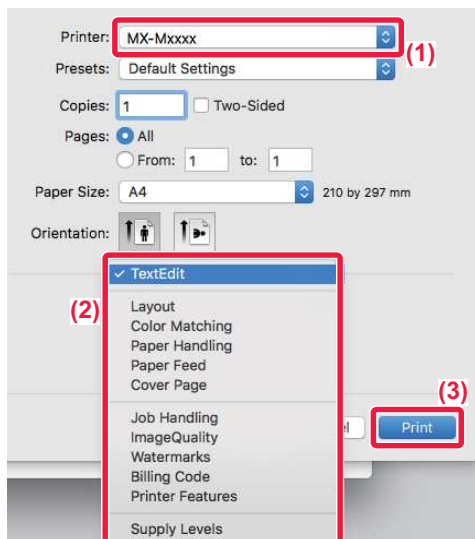 Printer: MX-Mxxxx
(1)
Presets: Default Settings
Copies: 1 Two-Sided
Pages: All
From: 1 to: 1
Paper Size: A4 210 by 297 mm
Orientation:
✓ TextEdit
(2)
Layout
Color Matching
Paper Handling
Paper Feed
Cover Page
(3)
Job Handling
Print
ImageQuality
Watermarks
Billing Code
Printer Features
Supply Levels